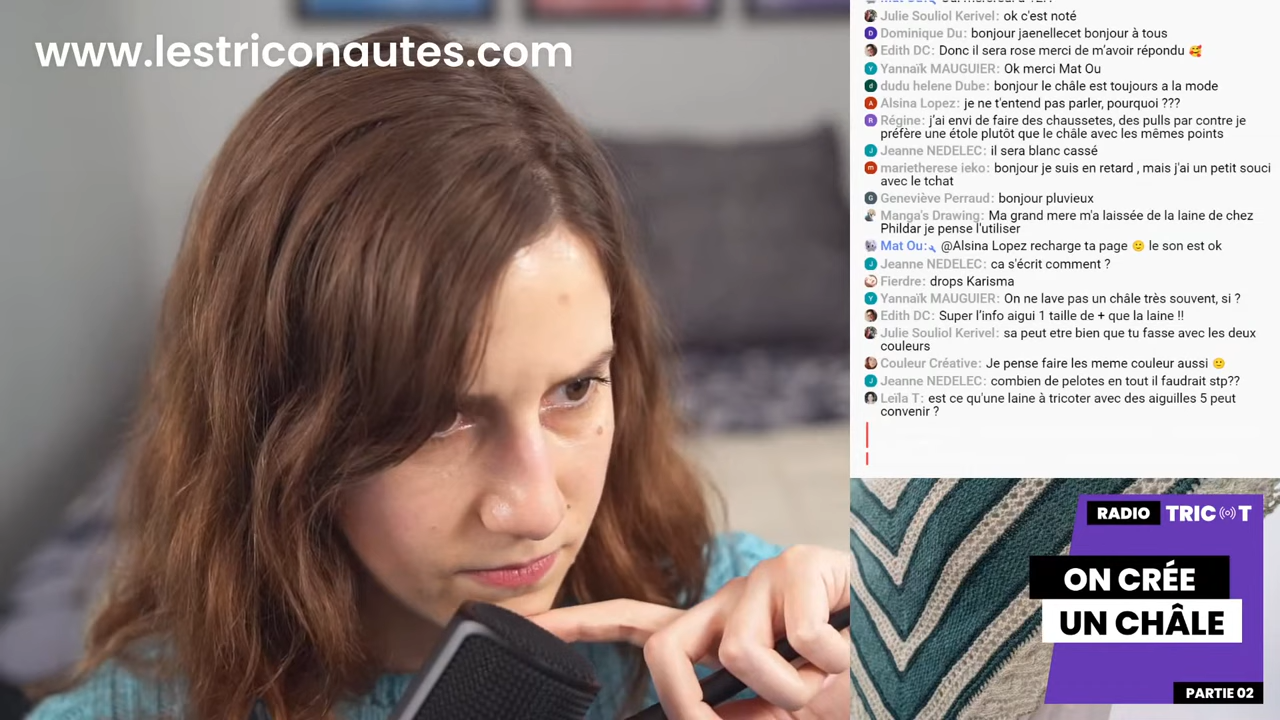 www.lestriconautes.com
Julie Souliol Kerivel: ok c'est noté
Dominique Du: bonjour jaenellecet bonjour à tous
Edith DC: Donc il sera rose merci de m'avoir répondu 🥰
Yannaïk MAUGUIER: Ok merci Mat Ou
dudu helene Dube: bonjour le châle est toujours a la mode
Alsina Lopez: je ne t'entend pas parler, pourquoi ???
Régine: j'ai envi de faire des chaussetes, des pulls par contre je
préfère une étole plutôt que le châle avec les mêmes points
Jeanne NEDELEC: il sera blanc cassé
marietherese ieko: bonjour je suis en retard , mais j'ai un petit souci
avec le tchat
Geneviève Perraud: bonjour pluvieux
Manga's Drawing: Ma grand mere m'a laissée de la laine de chez
Phildar je pense l'utiliser
Mat Ou: @Alsina Lopez recharge ta page 🙂 le son est ok
Jeanne NEDELEC: ca s'écrit comment ?
Fierdre: drops Karisma
Yannaïk MAUGUIER: On ne lave pas un châle très souvent, si ?
Edith DC: Super l'info aigui 1 taille de + que la laine !!
Julie Souliol Kerivel: sa peut etre bien que tu fasse avec les deux
couleurs
Couleur Créative: Je pense faire les meme couleur aussi 🙂
Jeanne NEDELEC: combien de pelotes en tout il faudrait stp??
Leïla T: est ce qu'une laine à tricoter avec des aiguilles 5 peut
convenir ?
RADIO TRICOT
ON CRÉE
UN CHÂLE
PARTIE 02